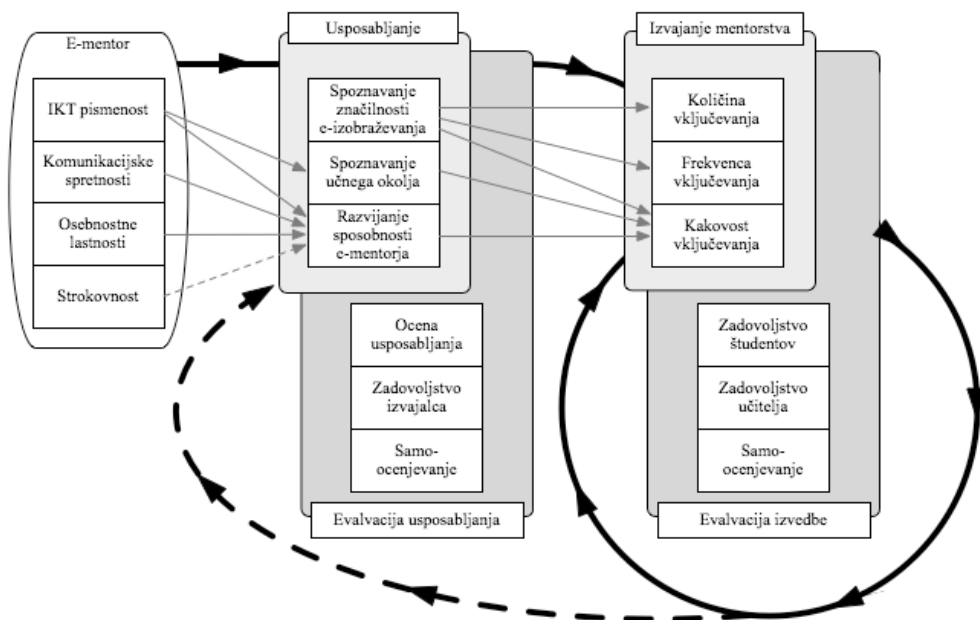 E-mentor
IKT pismenost
Komunikacijske
spretnosti
Osebnostne
lastnosti
Strokovnost
Usposabljanje
Spoznavanje
značilnosti
e-izobraževanja
Spoznavanje
učnega okolja
Razvijanje
sposobnosti
e-mentorja
Ocena
usposabljanja
Zadovoljstvo
izvajalca
Samo-
ocenjevanje
Evalvacija usposabljanja
Izvajanje mentorstva
Količina
vključevanja
Frekvenca
vključevanja
Kakovost
vključevanja
Zadovoljstvo
študentov
Zadovoljstvo
učitelja
Samo-
ocenjevanje
Evalvacija izvedbe